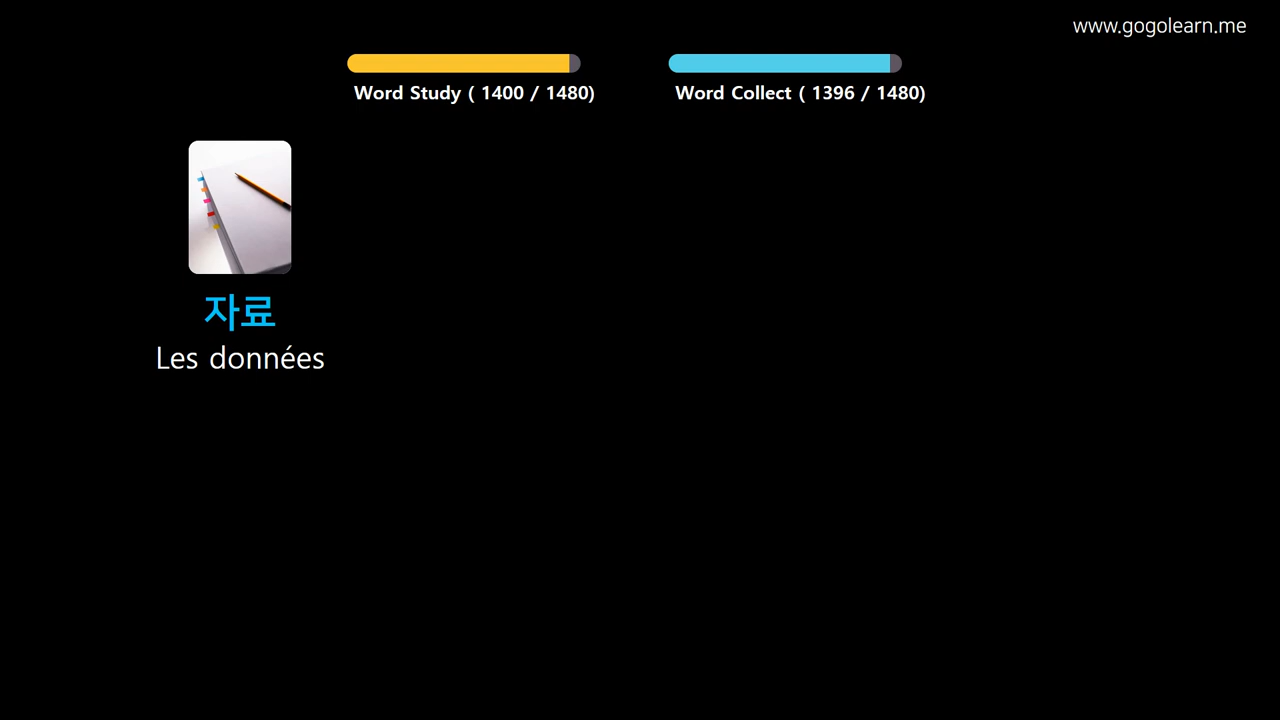 www.gogolearn.me
Word Study ( 1400 / 1480)
Word Collect ( 1396 / 1480)
자료
Les données